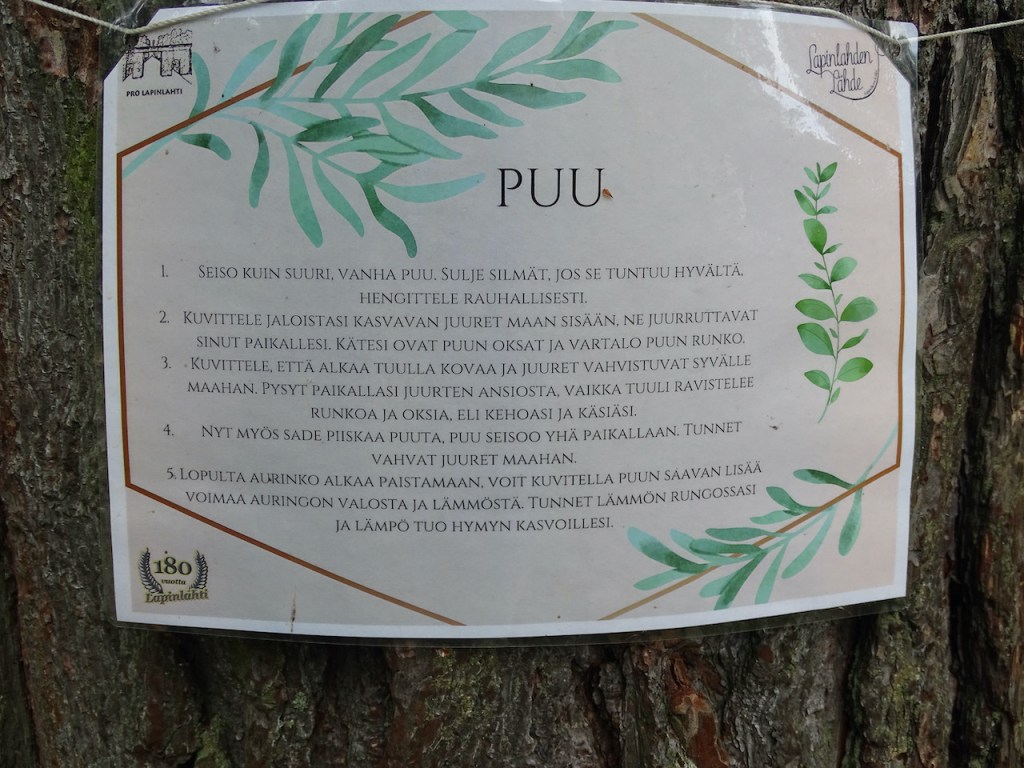 PRO LAPINLAHTI
Lapinlahden
Lähde
PUU
1. SEISO KUIN SUURI, VANHA PUU. SULJE SILMÄT, JOS SE TUNTUU HYVÄLTÄ,
HENGITTELE RAUHALLISESTI.
2. KUVITTELE JALOISTASI KASVAVAN JUURET MAAN SISÄÄN, NE JUURRUTTAVAT
SINUT PAIKALLESI. KÄTESI OVAT PUUN OKSAT JA VARTALO PUUN RUNKO.
3. KUVITTELE, ETTÄ ALKAA TUULLA KOVAA JA JUURET VAHVISTUVAT SYVÄLLE
MAAHAN. PYSYT PAIKALLASI JUURTEN ANSIOSTA, VAIKKA TUULI RAVISTELEE
RUNKOA JA OKSIA, ELI KEHOASI JA KÄSIÄSI.
4. NYT MYÖS SADE PIISKAA PUUTA, PUU SEISOO YHÄ PAIKALLAAN. TUNNET
VAHVAT JUURET MAAHAN.
5. LOPULTA AURINKO ALKAA PAISTAMAAN, VOIT KUVITELLA PUUN SAAVAN LISÄÄ
VOIMAA AURINGON VALOSTA JA LÄMMÖSTÄ. TUNNET LÄMMÖN RUNGOSSASI
JA LÄMPÖ TUO HYMYN KASVOILLESI.
180
vuotta
Lapinlahti